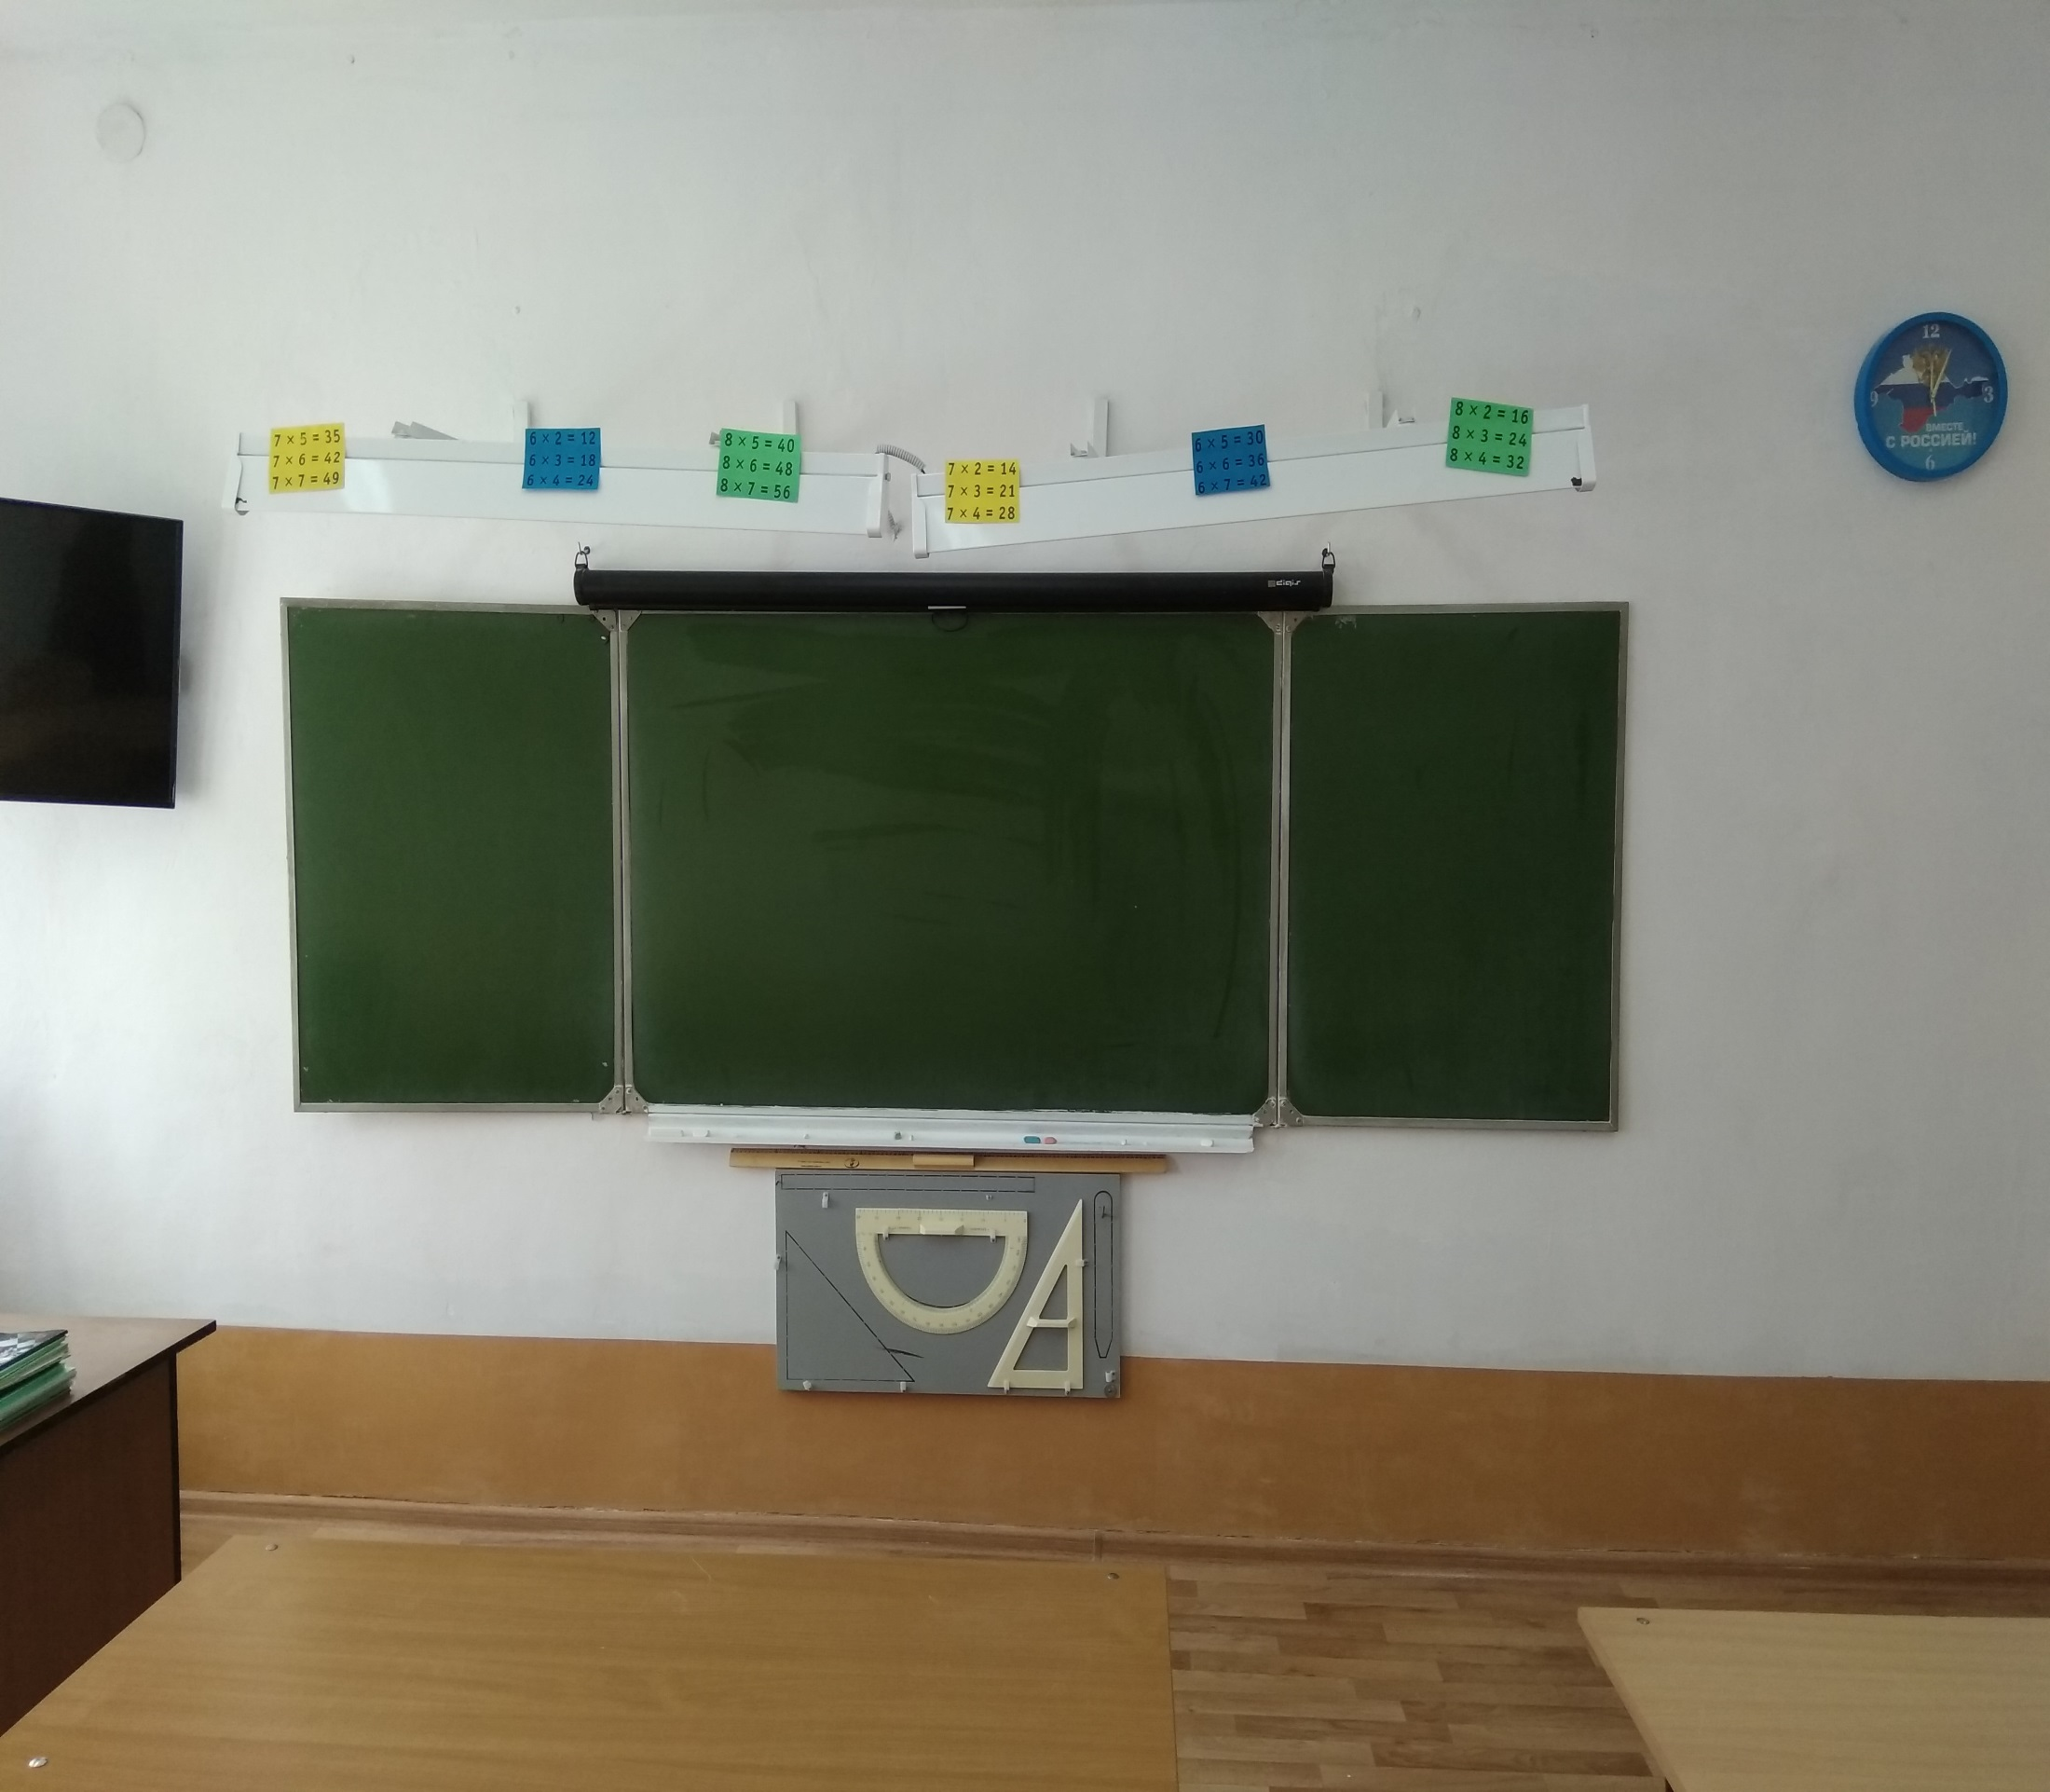 7 × 5 = 35
7 × 6 = 42
7 × 7 = 49
6 × 2 = 12
6 × 3 = 18
6 × 4 = 24
8 × 5 = 40
8 × 6 = 48
8 × 7 = 56
7 × 2 = 14
7 × 3 = 21
7 × 4 = 28
6 × 5 = 30
6 × 6 = 36
6 × 7 = 42
8 × 2 = 16
8 × 3 = 24
8 × 4 = 32
12
9
3
ВМЕСТЕ
С РОССИЕЙ!
6
digis